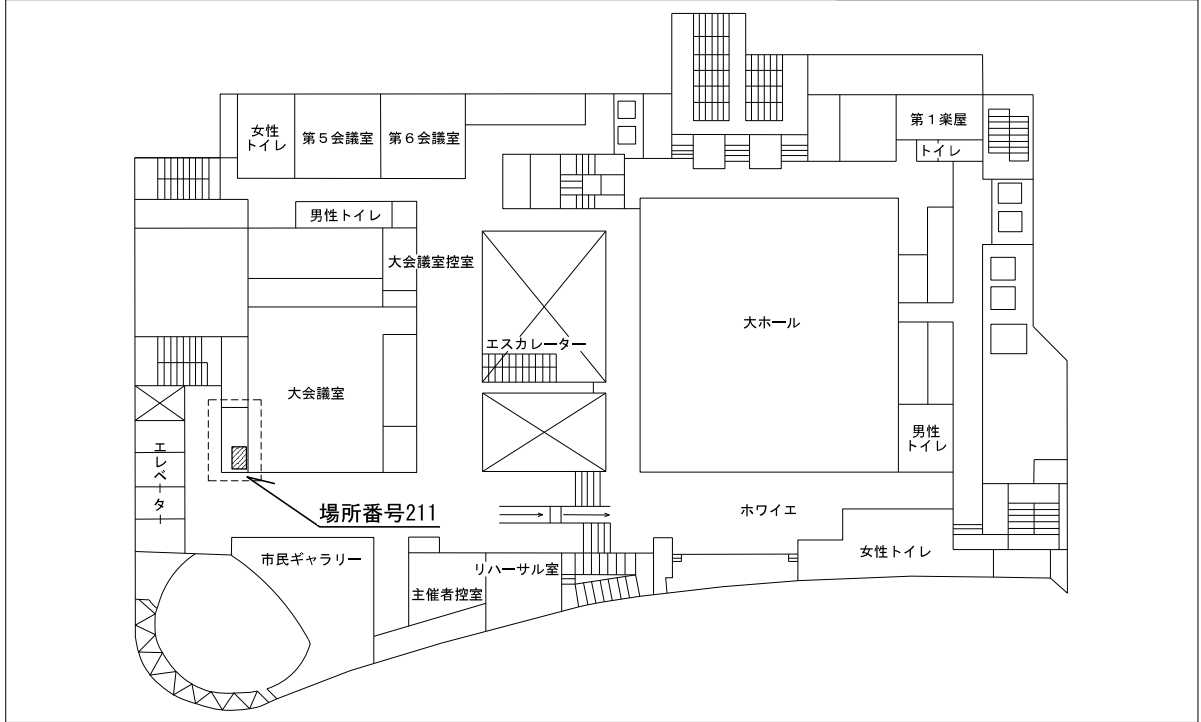 女性
トイレ
第5会議室
第6会議室
第1楽屋
トイレ
男性トイレ
大会議室控室
大ホール
エスカレーター
大会議室
男性
トイレ
エレベーター
場所番号211
ホワイエ
市民ギャラリー
女性トイレ
リハーサル室
主催者控室